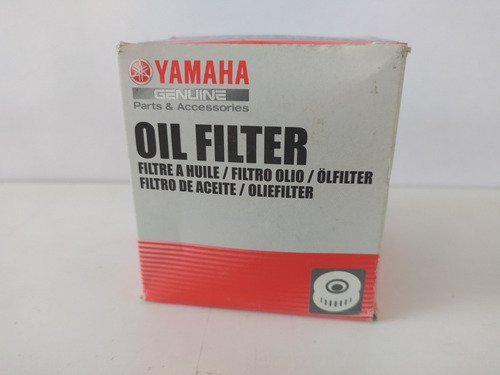 YAMAHA
GENUINE
Parts & Accessories
OIL FILTER
FILTRE A HUILE / FILTRO OLIO / ÖLFILTER
FILTRO DE ACEITE / OLIEFILTER